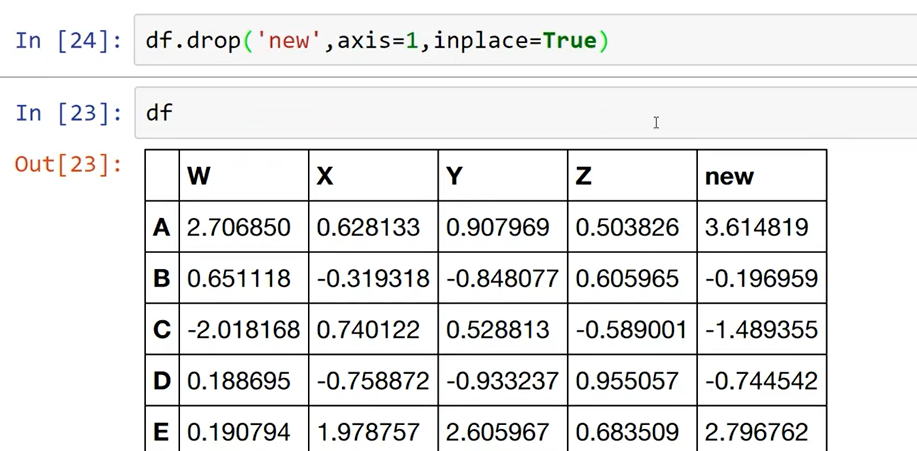 In [24]: df.drop('new',axis=1,inplace=True)
In [23]: df
Out[23]:
W X Y Z new
A 2.706850 0.628133 0.907969 0.503826 3.614819
B 0.651118 -0.319318 -0.848077 0.605965 -0.196959
C -2.018168 0.740122 0.528813 -0.589001 -1.489355
D 0.188695 -0.758872 -0.933237 0.955057 -0.744542
E 0.190794 1.978757 2.605967 0.683509 2.796762